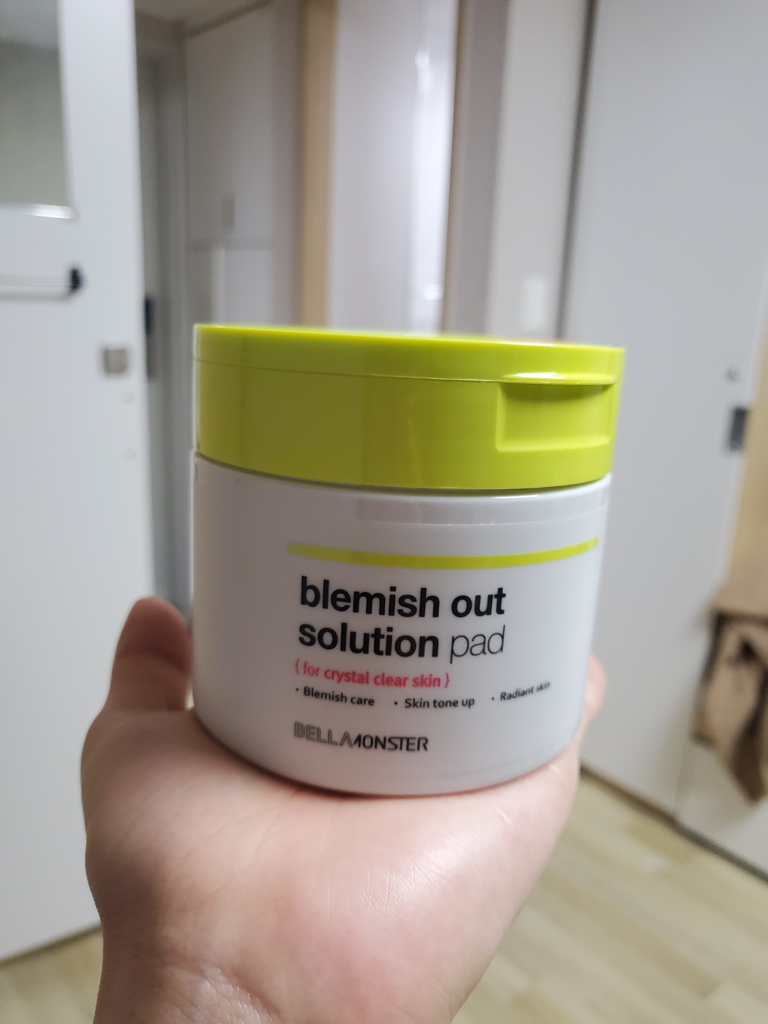 blemish out
solution pad
{ for crystal clear skin }
· Blemish care · Skin tone up · Radiant skin
BELLAMONSTER